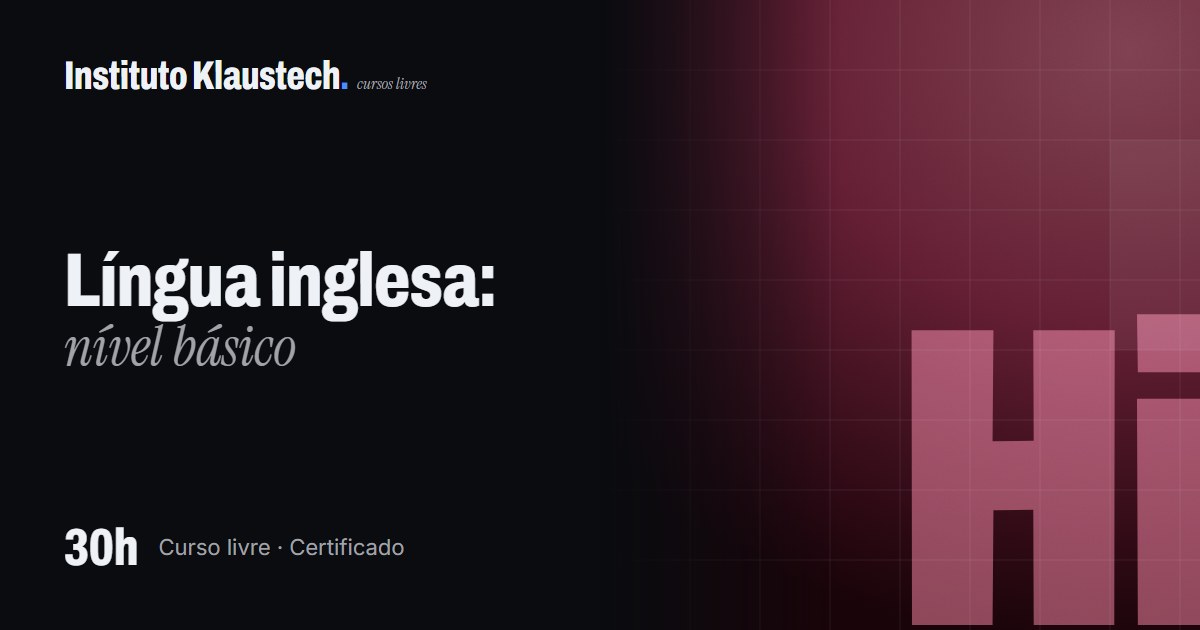 Instituto Klaustech. cursos livres
Língua inglesa:
nível básico
30h Curso livre · Certificado
Hi